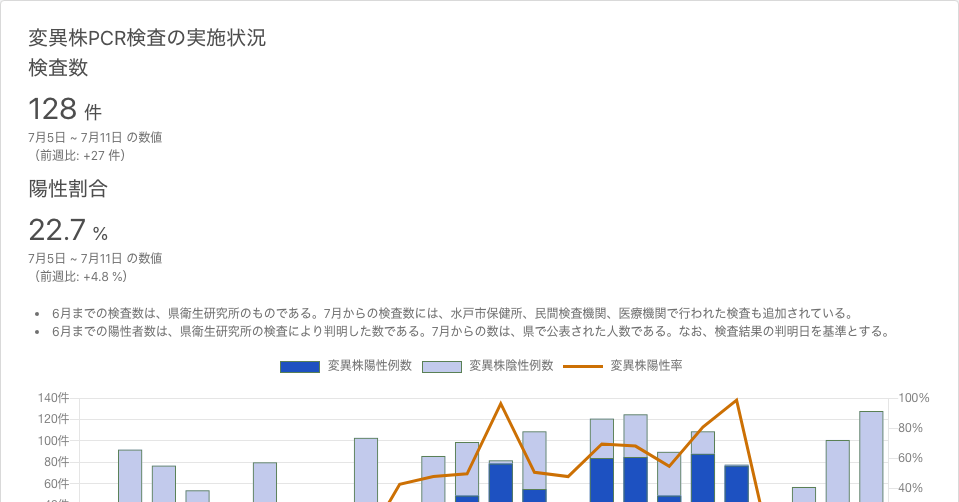 変異株PCR検査の実施状況
検査数
128 件
7月5日 ~ 7月11日 の数値
（前週比: +27 件）
陽性割合
22.7 %
7月5日 ~ 7月11日 の数値
（前週比: +4.8 %）
• 6月までの検査数は、県衛生研究所のものである。7月からの検査数には、水戸市保健所、民間検査機関、医療機関で行われた検査も追加されている。
• 6月までの陽性者数は、県衛生研究所の検査により判明した数である。7月からの数は、県で公表された人数である。なお、検査結果の判明日を基準とする。
変異株陽性例数 変異株陰性例数 変異株陽性率
140件 100%
120件 80%
100件
80件 60%
60件 40%